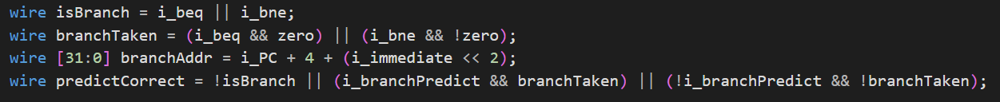 wire isBranch = i_beq || i_bne;
wire branchTaken = (i_beq && zero) || (i_bne && !zero);
wire [31:0] branchAddr = i_PC + 4 + (i_immediate << 2);
wire predictCorrect = !isBranch || (i_branchPredict && branchTaken) || (!i_branchPredict && !branchTaken);